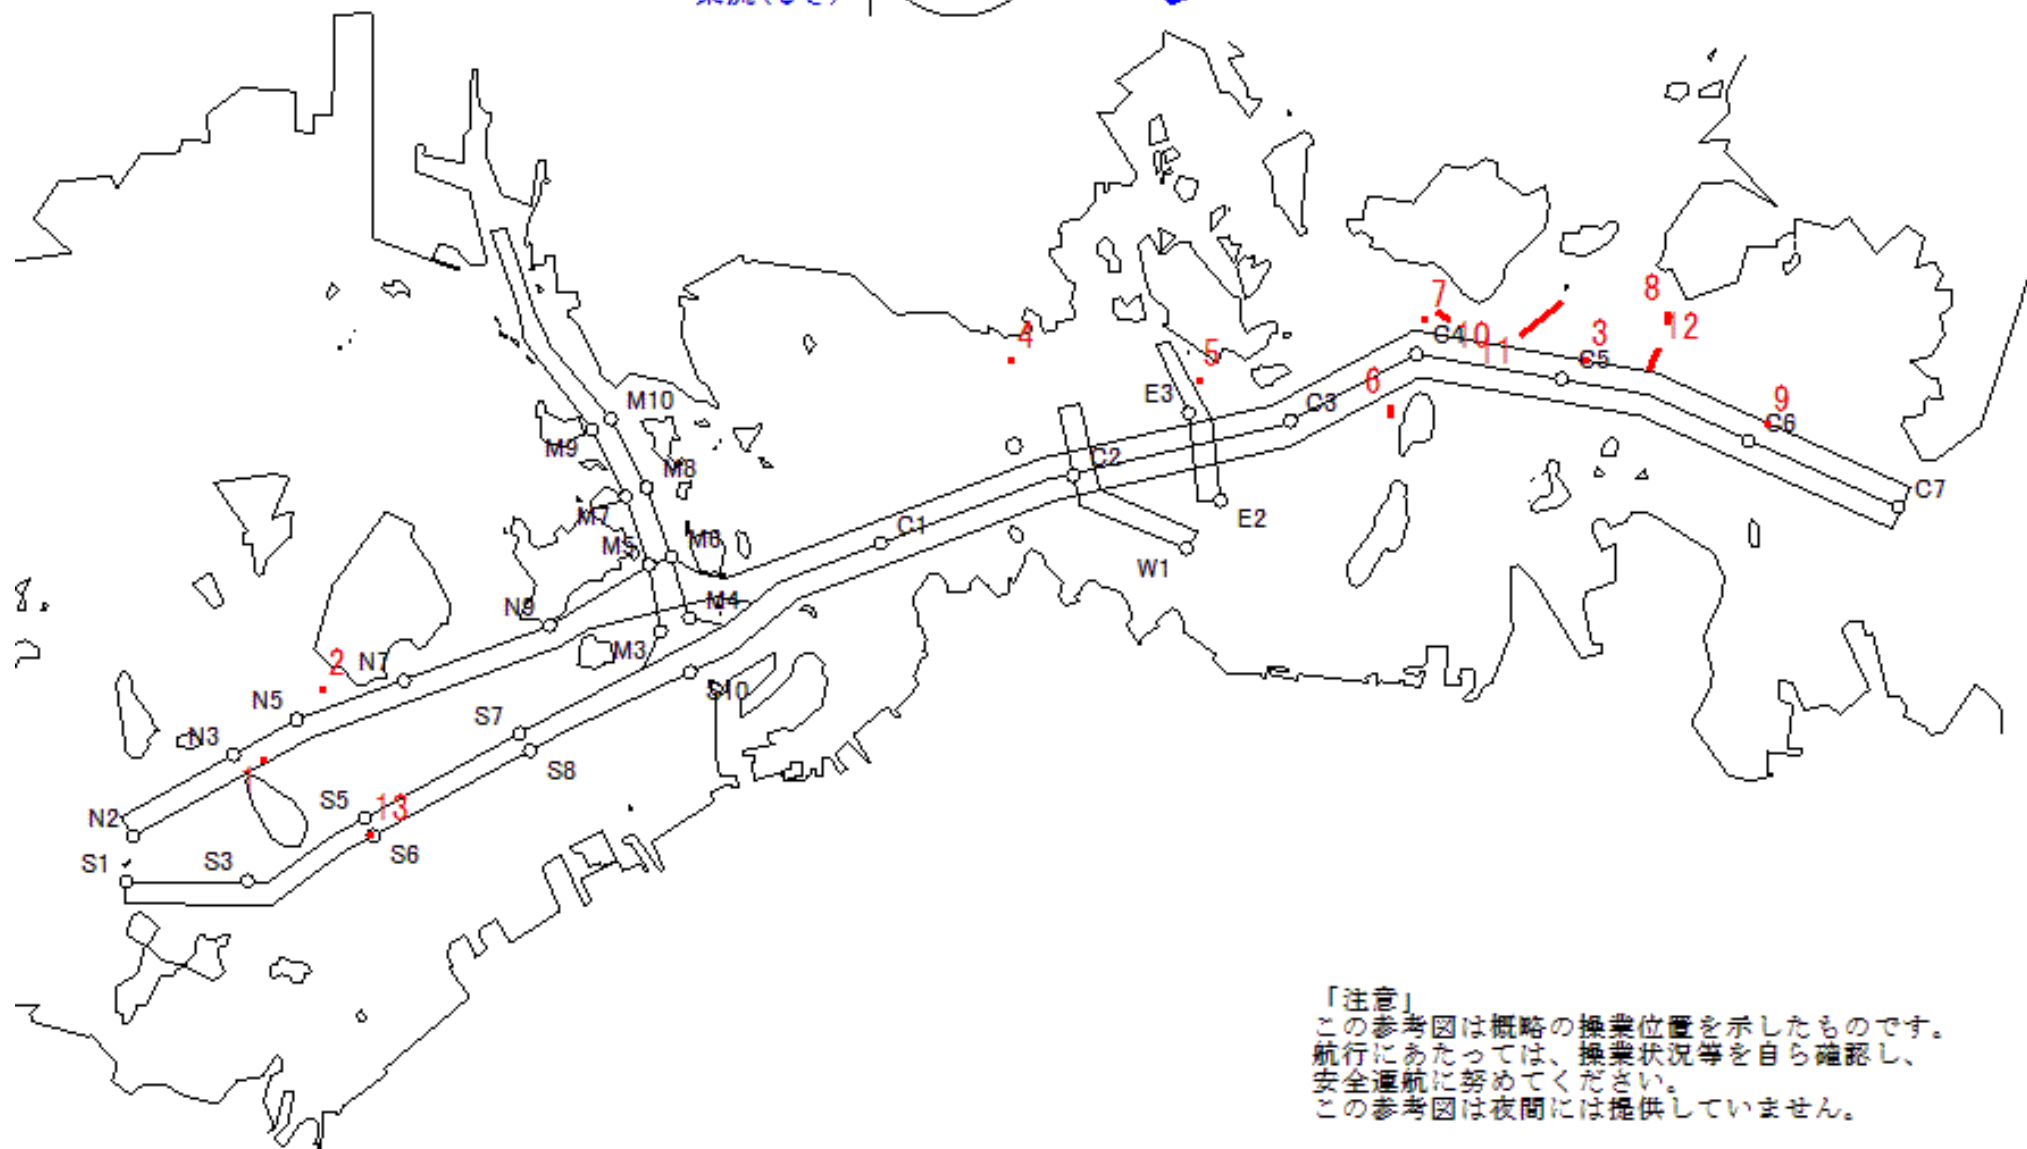 7
8
C4
10
3
12
4
11
C5
5
6
E3
C3
M10
9
C6
M9
M8
C2
C7
M7
C1
E2
M5
M6
W1
N9
M4
M3
2
N7
N5
S10
S7
N3
1
S8
S5
13
N2
S6
S1
S3
「注意」
この参考図は概略の操業位置を示したものです。
航行にあたっては、操業状況等を自ら確認し、
安全運航に努めてください。
この参考図は夜間には提供していません。